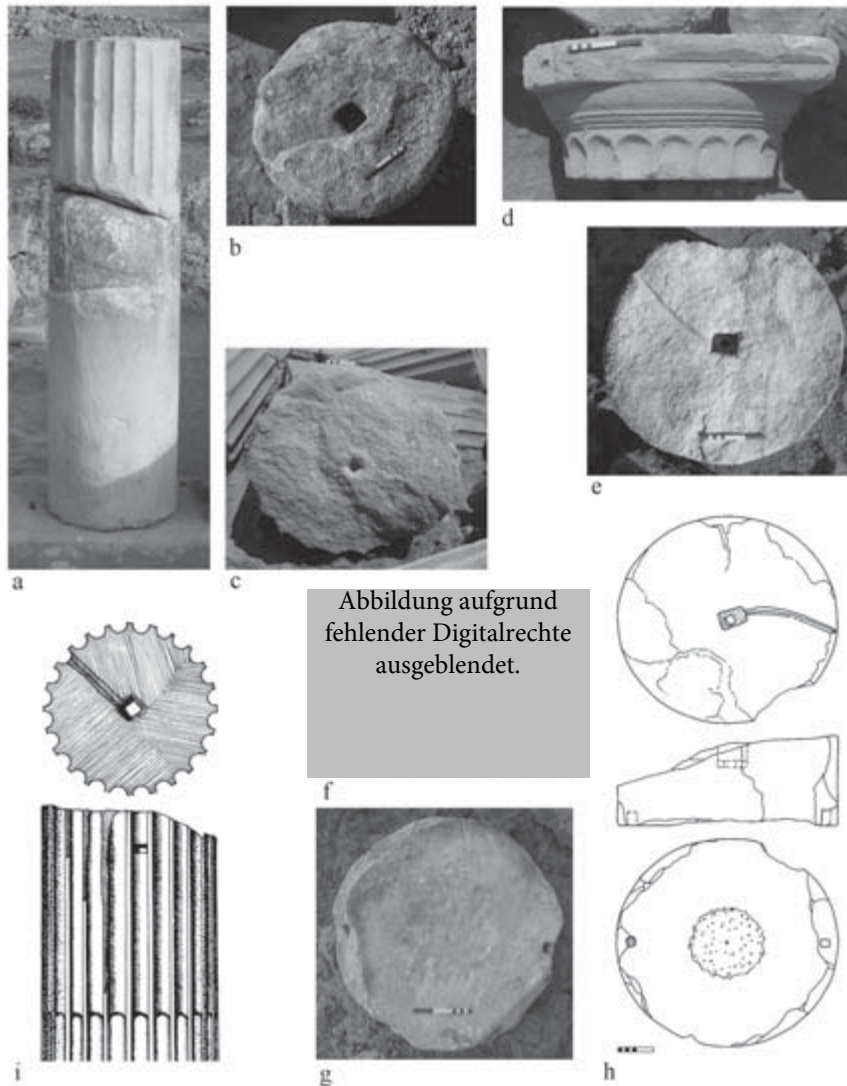 a
b
c
d
e
Abbildung aufgrund
fehlender Digitalrechte
ausgeblendet.
f
g
h
i